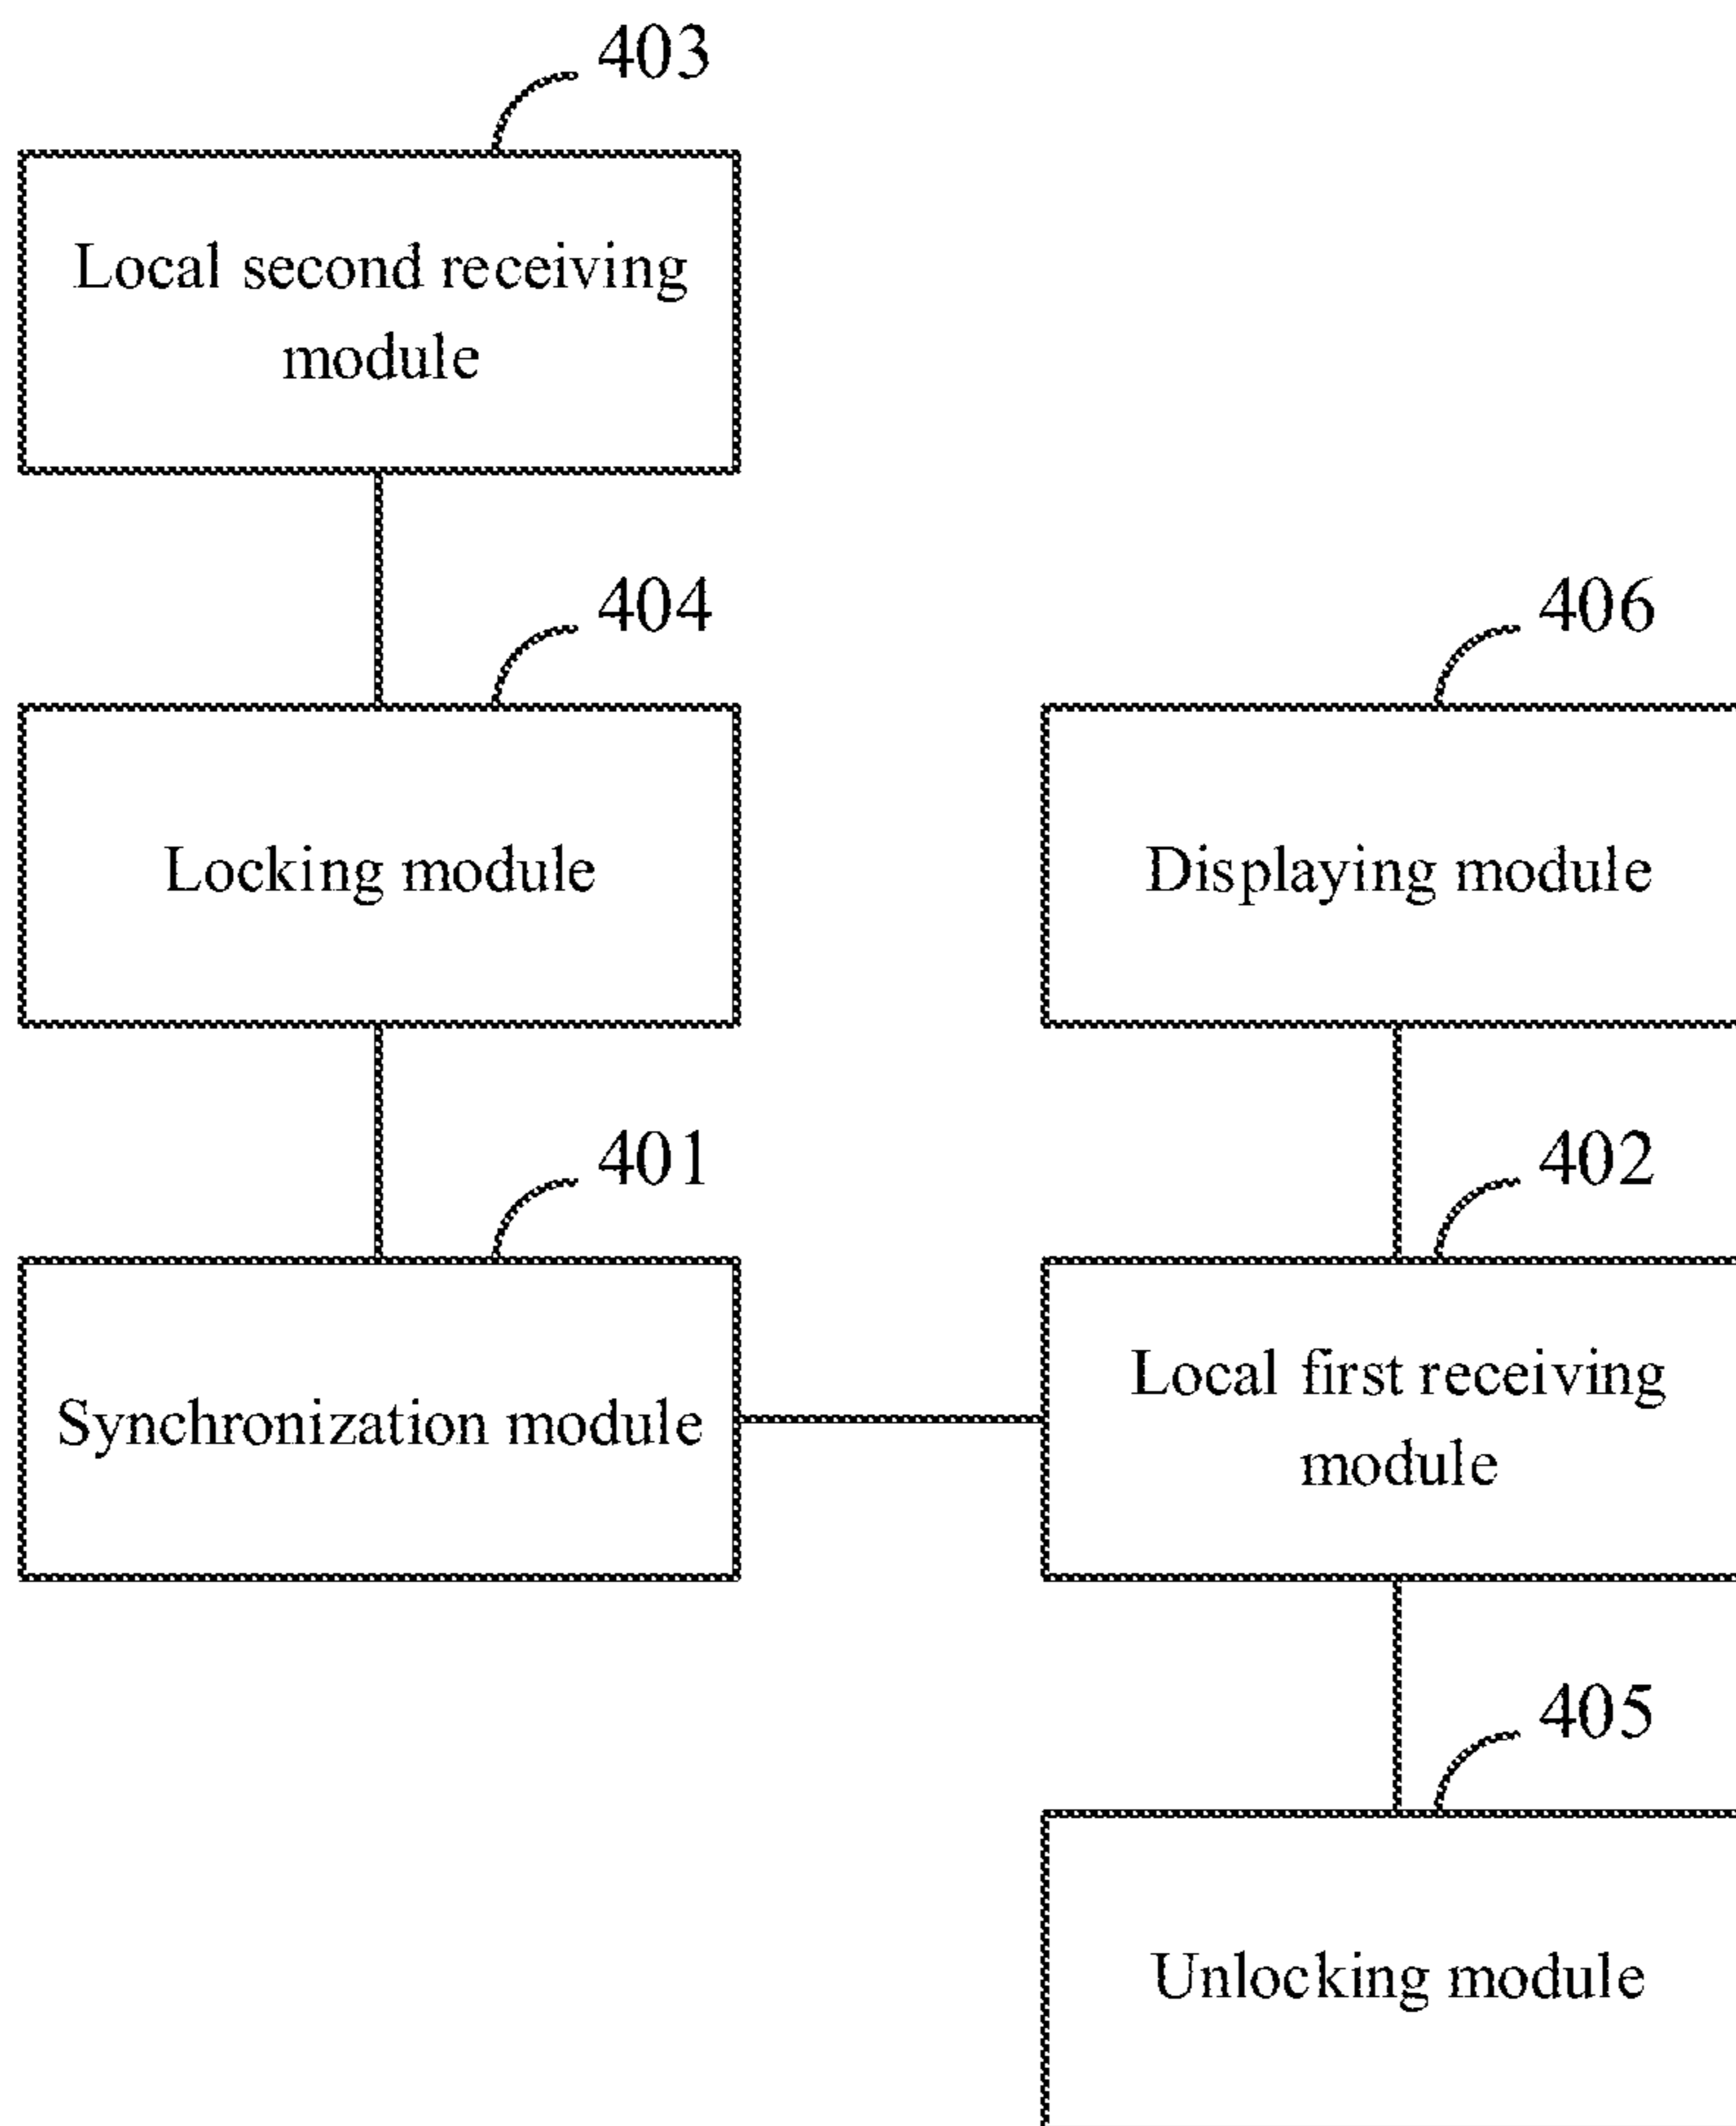 403
Local second receiving
module
404
406
Locking module
Displaying module
401
402
Synchronization module
Local first receiving
module
405
Unlocking module